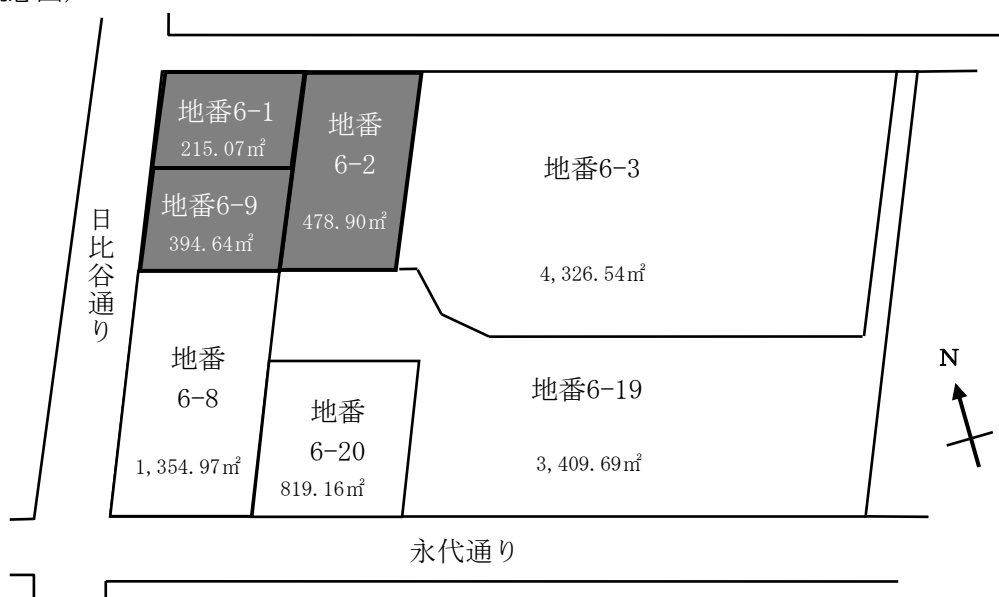 地番6-1
215.07㎡
地番
6-2
478.90㎡
地番6-9
394.64㎡
地番6-3
4,326.54㎡
日比谷通り
地番
6-8
1,354.97㎡
地番
6-20
819.16㎡
地番6-19
3,409.69㎡
N
永代通り